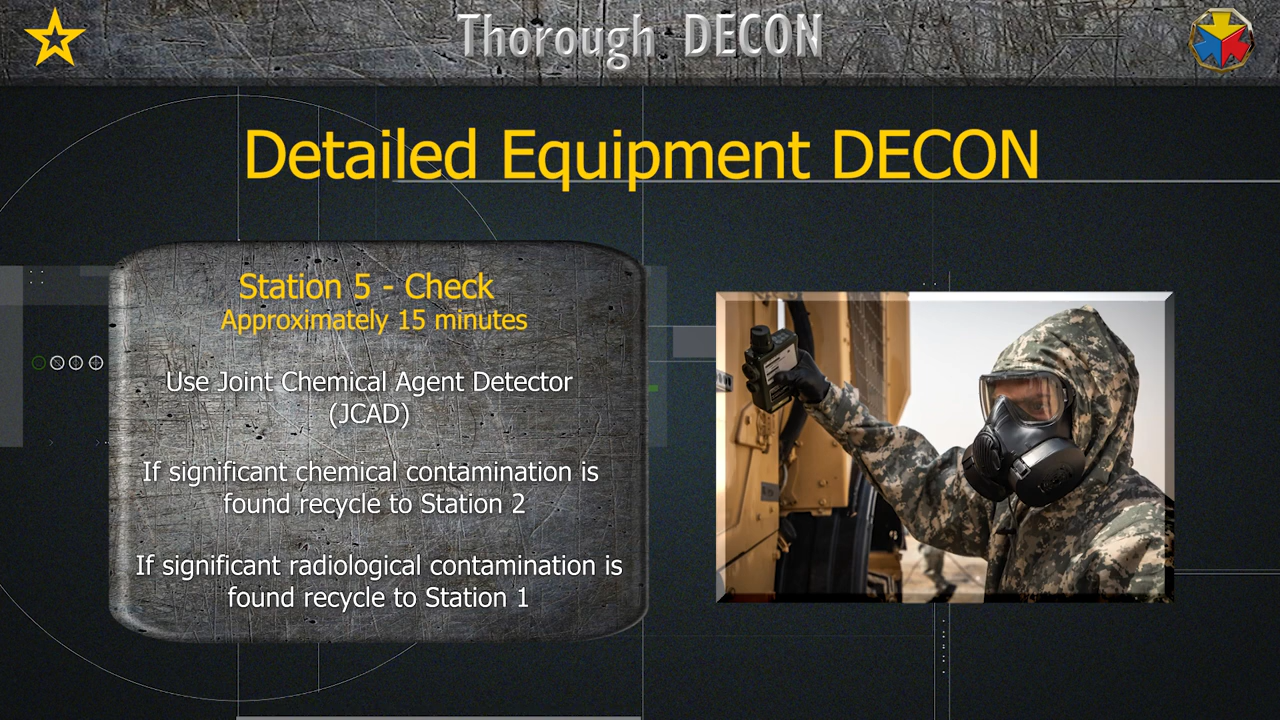 Thorough DECON
Detailed Equipment DECON
Station 5 - Check
Approximately 15 minutes
Use Joint Chemical Agent Detector
(JCAD)
If significant chemical contamination is
found recycle to Station 2
If significant radiological contamination is
found recycle to Station 1